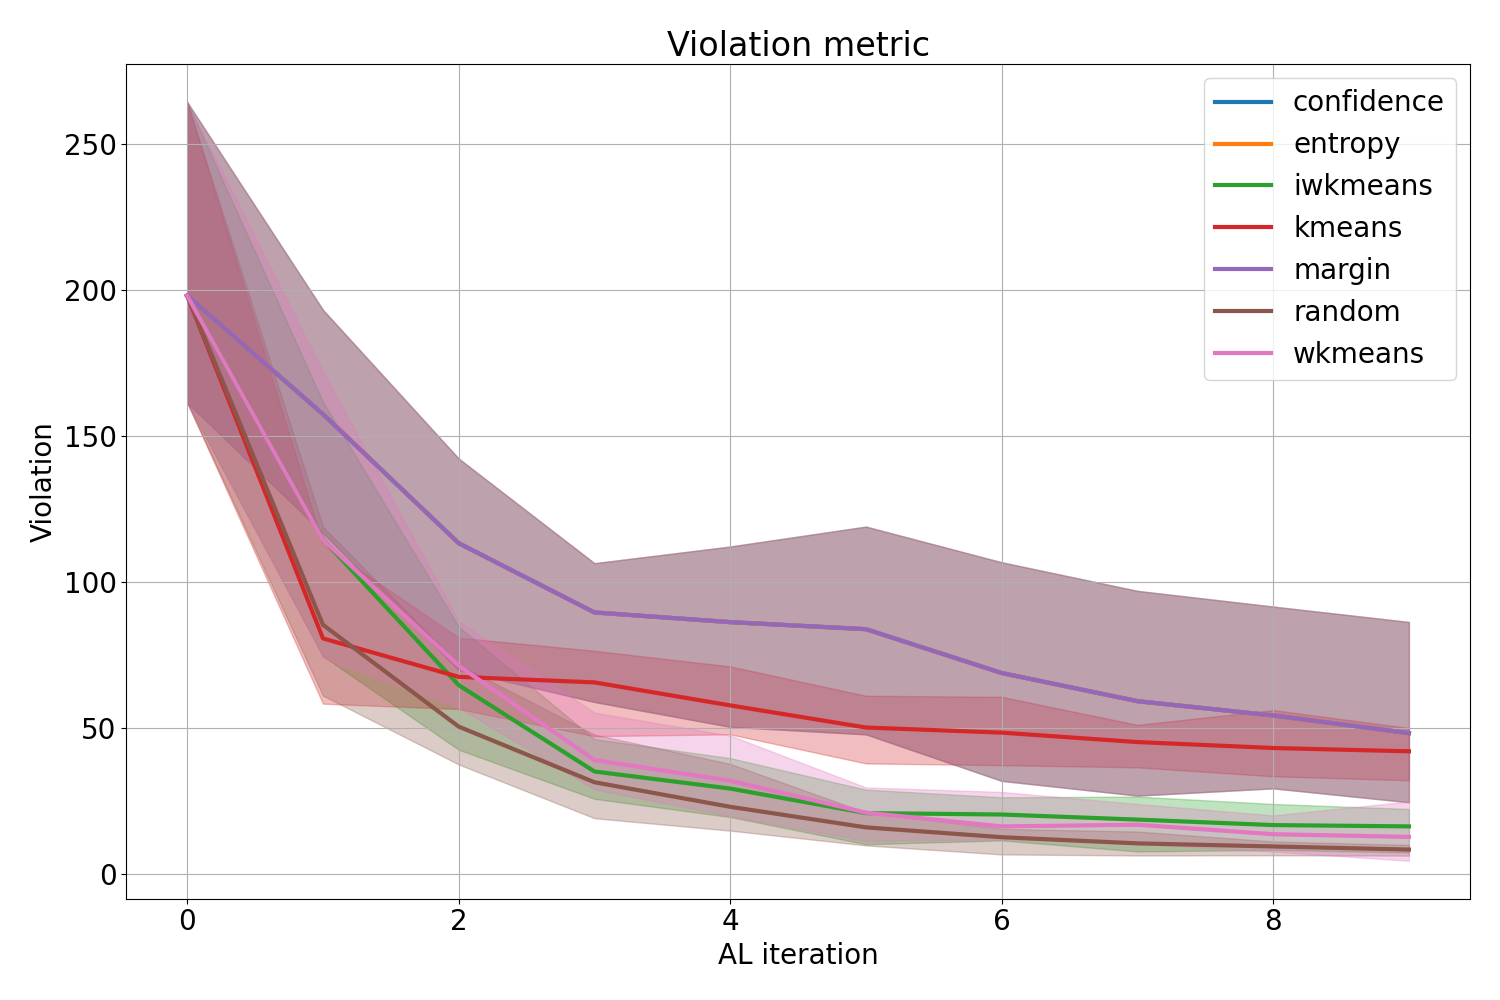 Violation metric
250
200
150
100
50
0
Violation
confidence
entropy
iwkmeans
kmeans
margin
random
wkmeans
0 2 4 6 8
AL iteration